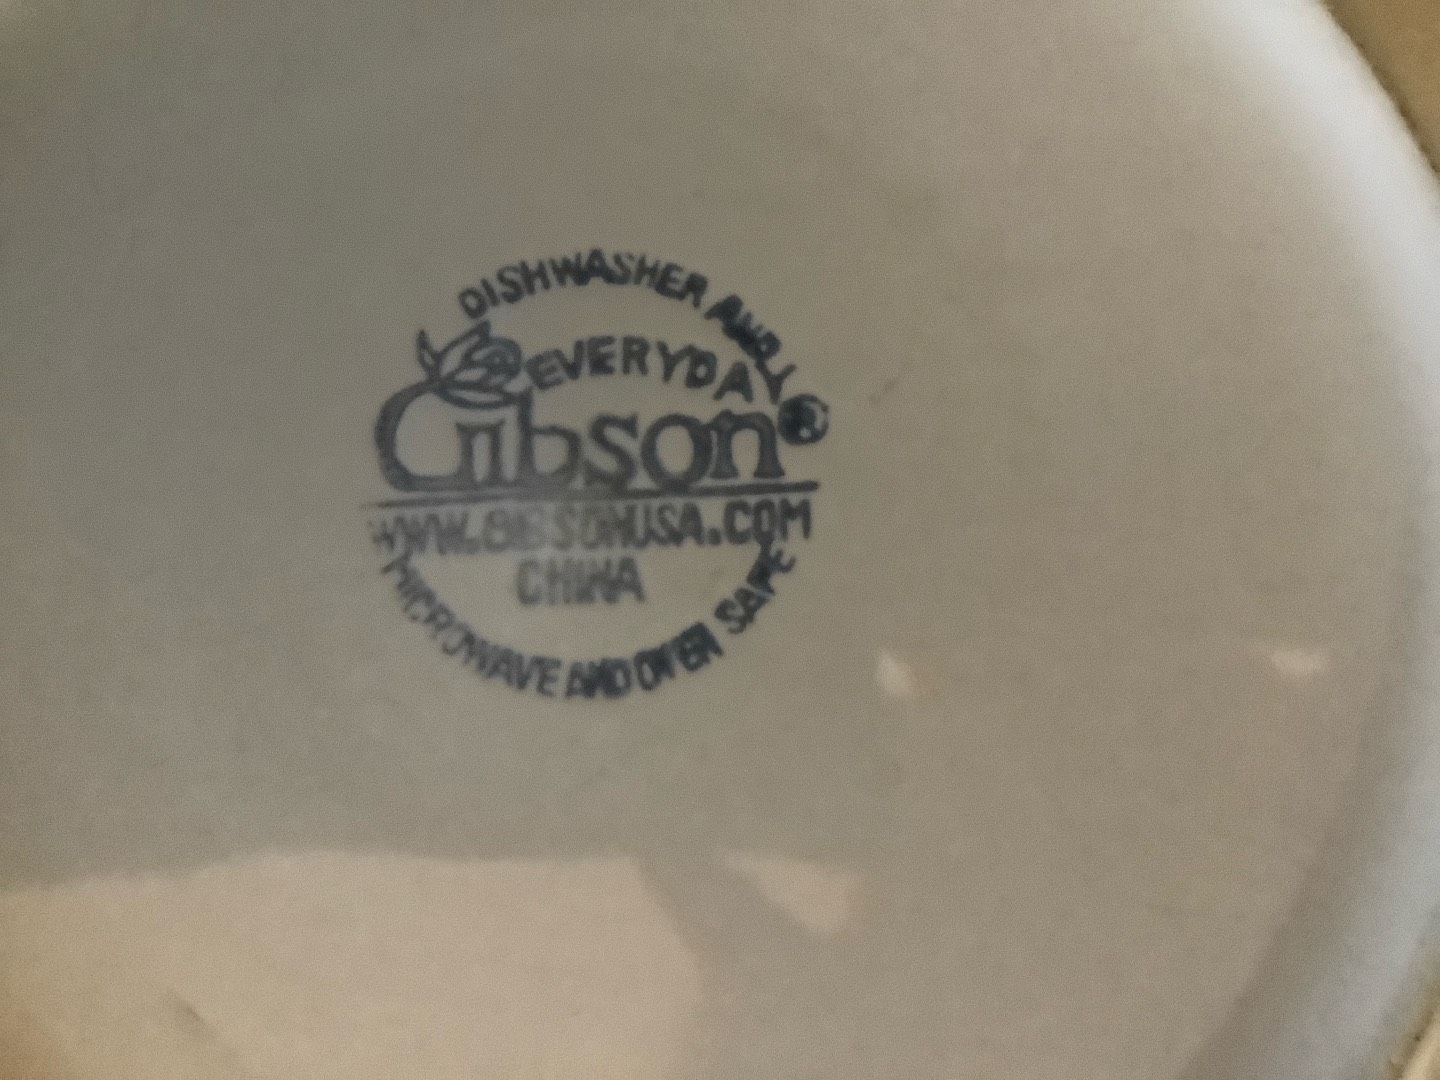 DISHWASHER AND
EVERYDAY
Gibson®
WWW.GIBSONUSA.COM
CHINA
MICROWAVE AND OVEN SAFE